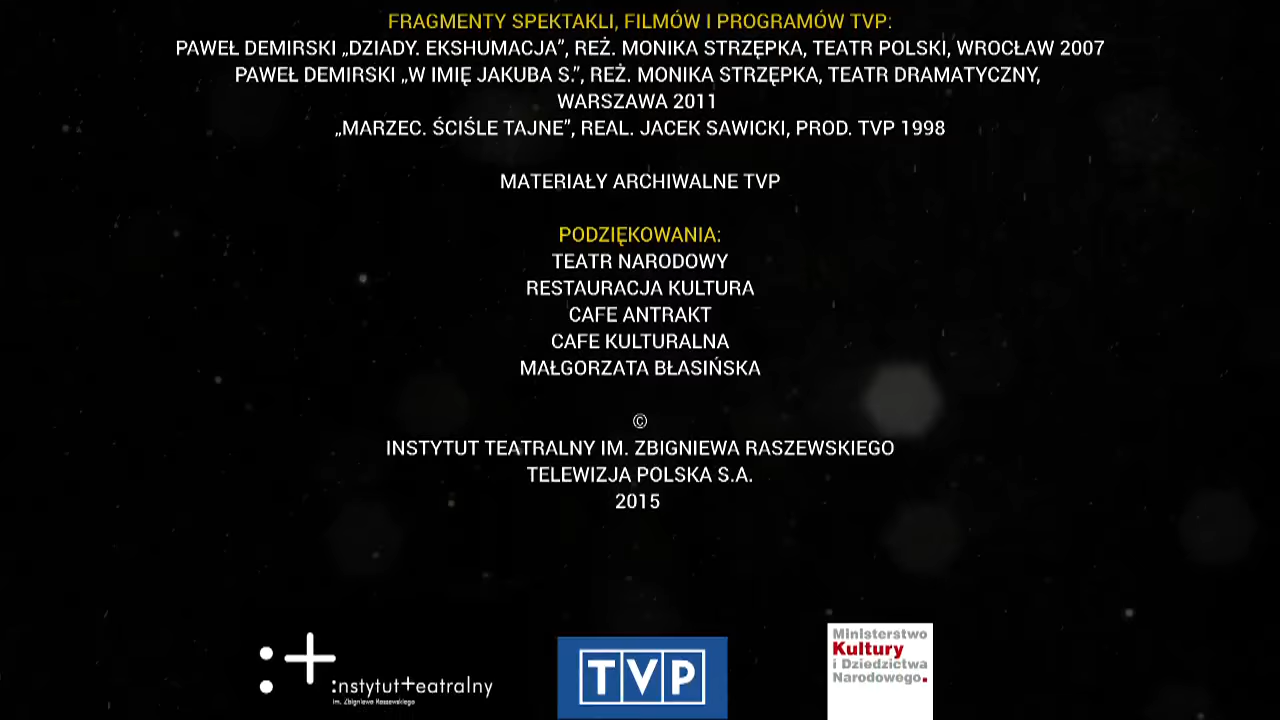 FRAGMENTY SPEKTAKLI, FILMÓW I PROGRAMÓW TVP:
PAWEŁ DEMIRSKI „DZIADY. EKSHUMACJA”, REŻ. MONIKA STRZĘPKA, TEATR POLSKI, WROCŁAW 2007
PAWEŁ DEMIRSKI „W IMIĘ JAKUBA S.”, REŻ. MONIKA STRZĘPKA, TEATR DRAMATYCZNY,
WARSZAWA 2011
„MARZEC. ŚCIŚLE TAJNE”, REAL. JACEK SAWICKI, PROD. TVP 1998
MATERIAŁY ARCHIWALNE TVP
PODZIĘKOWANIA:
TEATR NARODOWY
RESTAURACJA KULTURA
CAFE ANTRAKT
CAFE KULTURALNA
MAŁGORZATA BŁASIŃSKA
©
INSTYTUT TEATRALNY IM. ZBIGNIEWA RASZEWSKIEGO
TELEWIZJA POLSKA S.A.
2015
:+
:nstytut+eatralny
im. Zbigniewa Raszewskiego
TVP
Ministerstwo
Kultury
i Dziedzictwa
Narodowego.